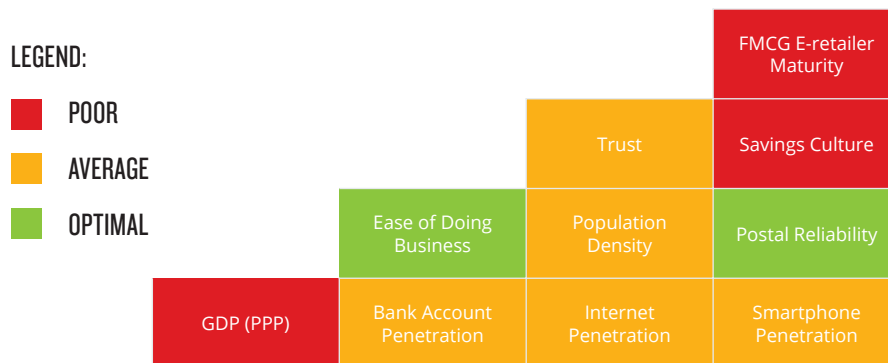 LEGEND:
POOR
AVERAGE
OPTIMAL
FMCG E-retailer
Maturity
Trust
Savings Culture
Ease of Doing
Business
Population
Density
Postal Reliability
GDP (PPP)
Bank Account
Penetration
Internet
Penetration
Smartphone
Penetration